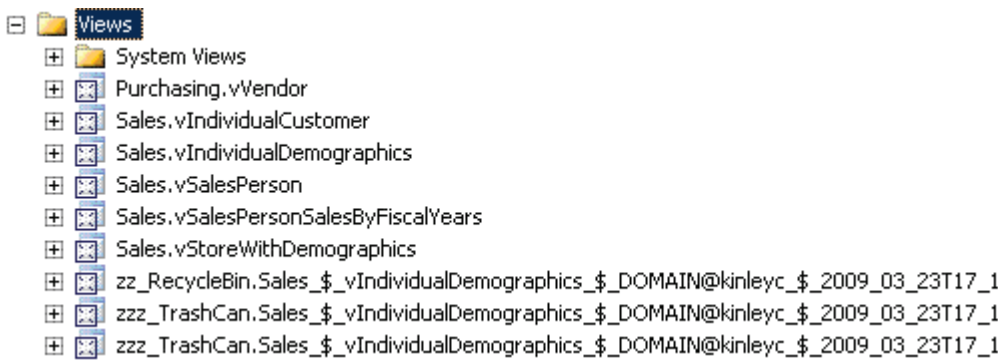 Views
System Views
Purchasing.vVendor
Sales.vIndividualCustomer
Sales.vIndividualDemographics
Sales.vSalesPerson
Sales.vSalesPersonSalesByFiscalYears
Sales.vStoreWithDemographics
zz_RecycleBin.Sales_$_vIndividualDemographics_$_DOMAIN@kinleyc_$_2009_03_23T17_1
zzz_TrashCan.Sales_$_vIndividualDemographics_$_DOMAIN@kinleyc_$_2009_03_23T17_1
zzz_TrashCan.Sales_$_vIndividualDemographics_$_DOMAIN@kinleyc_$_2009_03_23T17_1